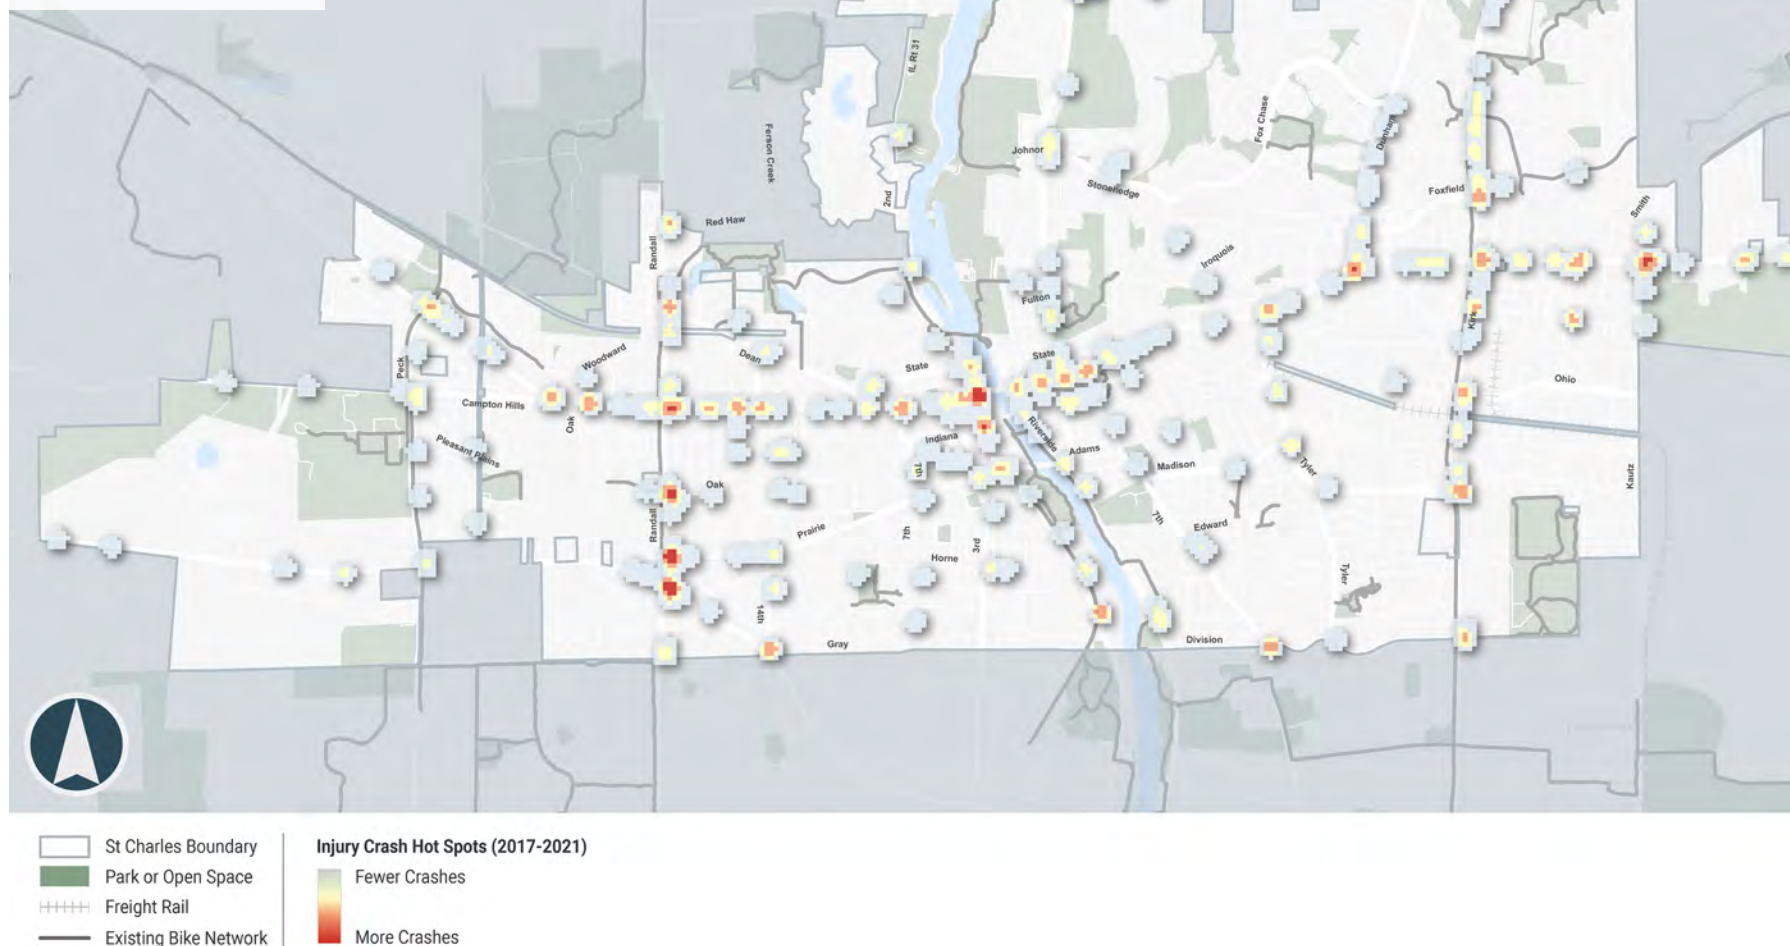 IL Rt 31
Ferson Creek
Fox Chase
Dunham
Johnor
Stonehedge
Foxfield
2nd
Smith
Red Haw
Randall
Iroquois
Fulton
Kirk
Woodward
Dean
State
State
Peck
Campton Hills
Oak
Ohio
Indiana
Riverside
Adams
Madison
Tyler
Pleasant Plains
7th
Oak
Kautz
Randall
Prairie
7th
3rd
7th
Edward
Horne
Tyler
14th
Gray
Division
St Charles Boundary
Park or Open Space
Freight Rail
Existing Bike Network
Injury Crash Hot Spots (2017-2021)
Fewer Crashes
More Crashes